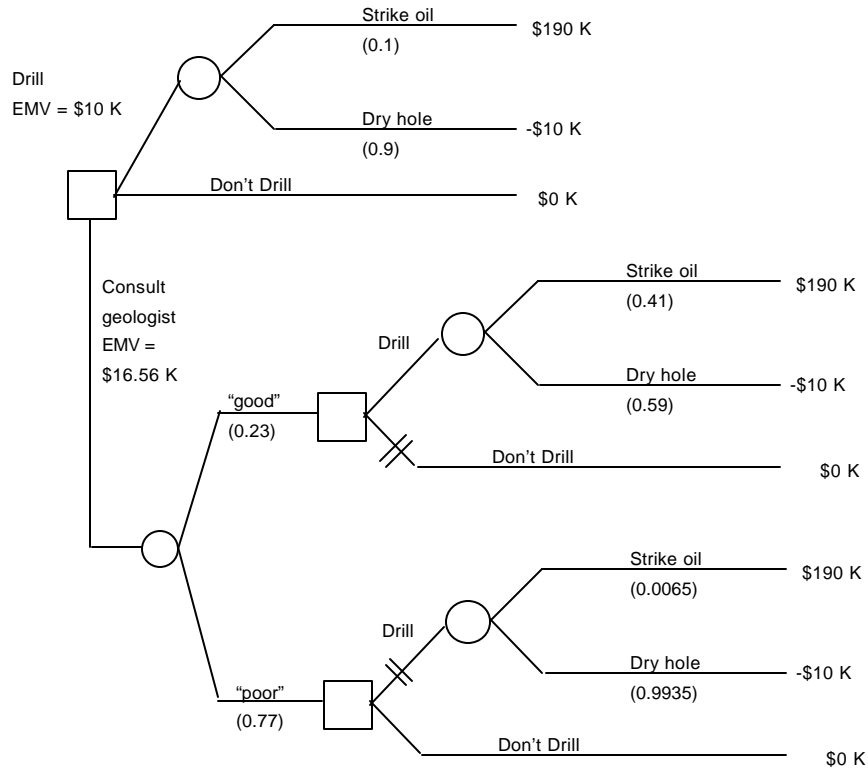 Strike oil
$190 K
(0.1)
Drill
EMV = $10 K
Dry hole
-$10 K
(0.9)
Don't Drill
$0 K
Consult
geologist
EMV =
$16.56 K
Strike oil
$190 K
(0.41)
Drill
Dry hole
-$10 K
(0.59)
“good”
(0.23)
Don't Drill
$0 K
Strike oil
$190 K
(0.0065)
Drill
Dry hole
-$10 K
(0.9935)
“poor”
(0.77)
Don't Drill
$0 K